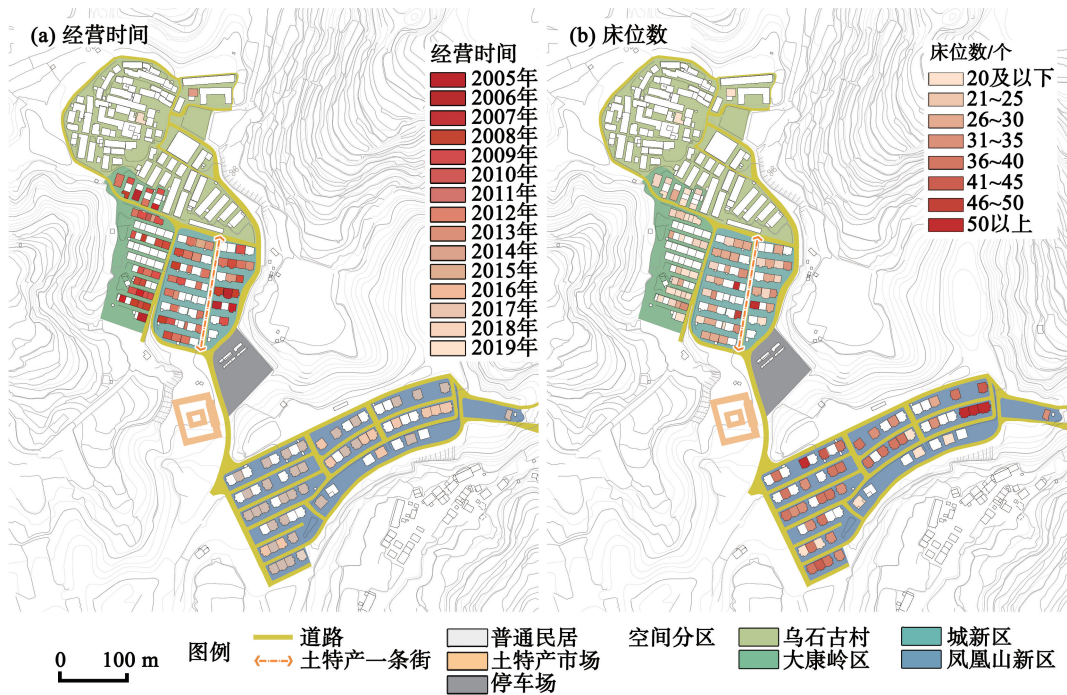 (a) 经营时间
经营时间
2005年
2006年
2007年
2008年
2009年
2010年
2011年
2012年
2013年
2014年
2015年
2016年
2017年
2018年
2019年
(b) 床位数
床位数/个
20及以下
21~25
26~30
31~35
36~40
41~45
46~50
50以上
0 100 m
图例
道路
土特产一条街
普通民居
土特产市场
停车场
空间分区
乌石古村
大康岭区
城新区
凤凰山新区